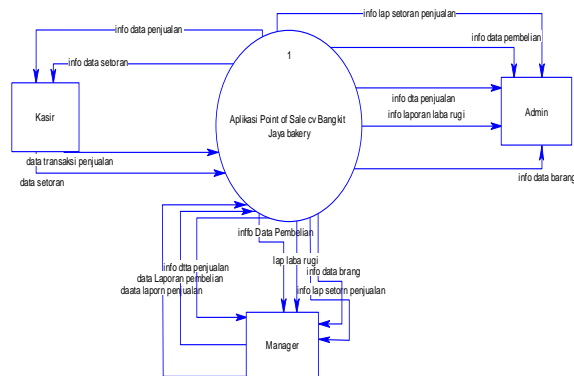 info data penjualan
info lap setoran penjualan
info data pembelian
info data setoran
1
Kasir
Aplikasi Point of Sale cv Bangkit
Jaya bakery
info dta penjualan
info laporan laba rugi
Admin
data transaksi penjualan
data setoran
info data barang
inffo Data Pembelian
lap laba rugi
info dtta penjualan
info data brang
data Laporan pembelian
info lap setorn penjualan
daata laporn penjualan
Manager